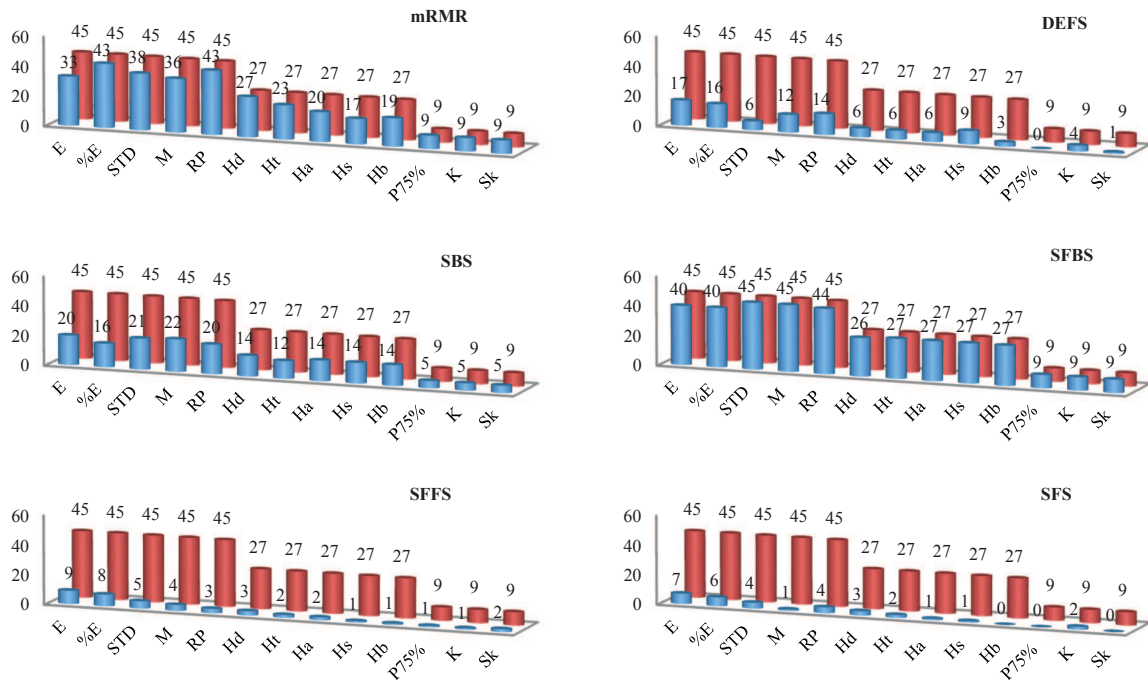 mRMR
60
40
20
0
45 45 45 45 45 27 27 27 27 27 9 9 9
33 43 38 36 43 27 23 20 17 19 9 9 9
E %E STD M RP Hd Ht Ha Hs Hb P75% K Sk
DEFS
60
40
20
0
45 45 45 45 45 27 27 27 27 27 9 9 9
17 16 6 12 14 6 6 6 9 3 0 4 1
E %E STD M RP Hd Ht Ha Hs Hb P75% K Sk
SBS
60
40
20
0
45 45 45 45 45 27 27 27 27 27 9 9 9
20 16 21 22 20 14 12 14 14 14 5 5 5
E %E STD M RP Hd Ht Ha Hs Hb P75% K Sk
SFBS
60
40
20
0
45 45 45 45 45 27 27 27 27 27 9 9 9
40 40 45 45 44 26 27 27 27 27 9 9 9
E %E STD M RP Hd Ht Ha Hs Hb P75% K Sk
SFFS
60
40
20
0
45 45 45 45 45 27 27 27 27 27 9 9 9
9 8 5 4 3 3 2 2 1 1 1 1 2
E %E STD M RP Hd Ht Ha Hs Hb P75% K Sk
SFS
60
40
20
0
45 45 45 45 45 27 27 27 27 27 9 9 9
7 6 4 1 4 3 2 1 1 0 0 2 0
E %E STD M RP Hd Ht Ha Hs Hb P75% K Sk